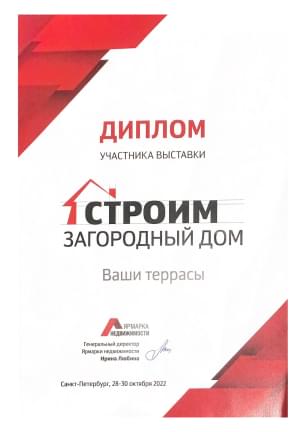 ДИПЛОМ
УЧАСТНИКА ВЫСТАВКИ
СТРОИМ
ЗАГОРОДНЫЙ ДОМ
Ваши террасы
ЯРМАРКА
НЕДВИЖИМОСТИ
Генеральный директор
Ярмарки недвижимости
Ирина Любина
Санкт-Петербург, 28-30 октября 2022